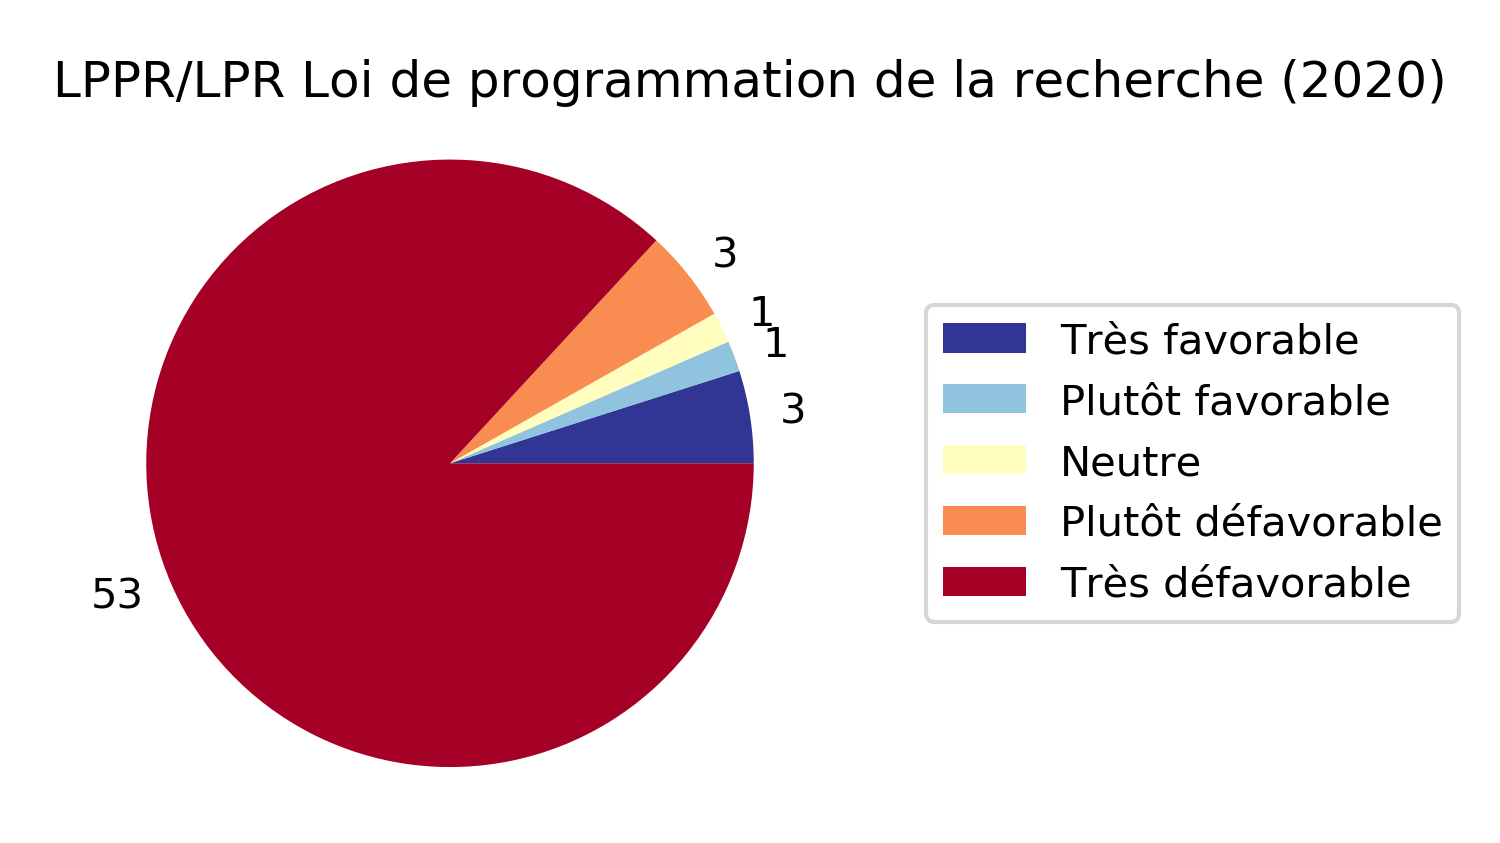 LPPR/LPR Loi de programmation de la recherche (2020)
3
1
1
3
53
Très favorable
Plutôt favorable
Neutre
Plutôt défavorable
Très défavorable